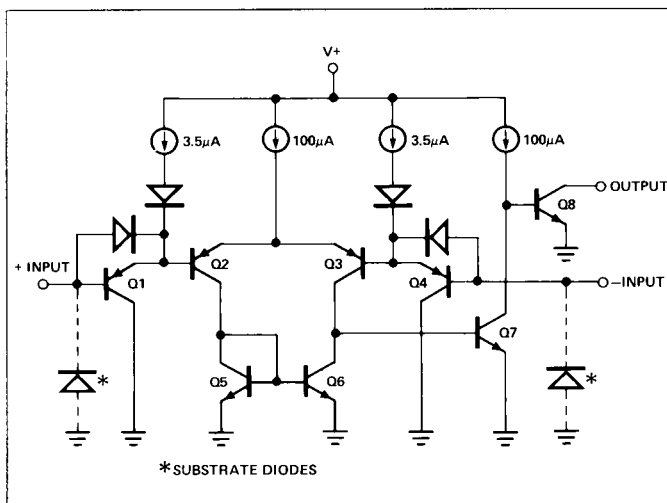 V+
3.5μA
100μA
3.5μA
100μA
Q8
OUTPUT
+ INPUT
Q1
Q2
Q3
Q4
–INPUT
Q7
*
Q5
Q6
*
*SUBSTRATE DIODES